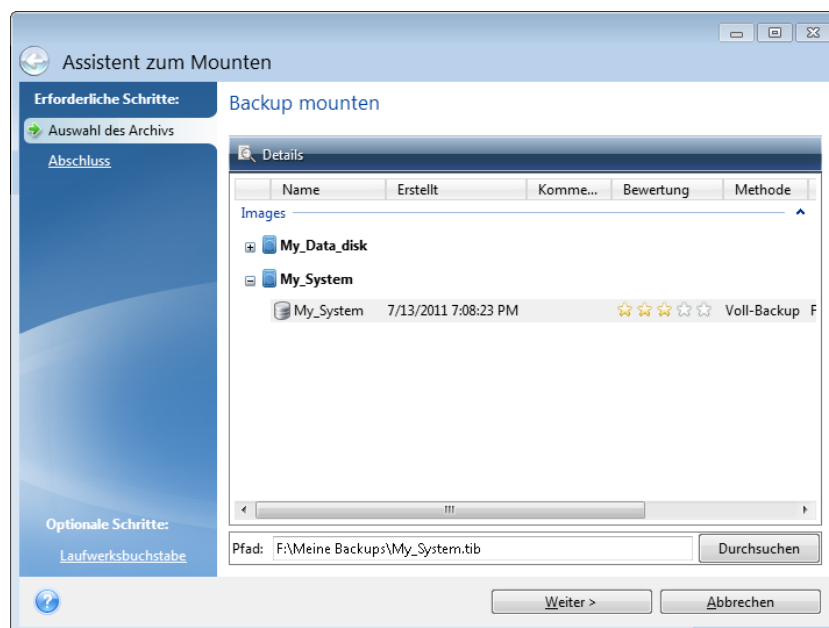 Assistent zum Mounten
Erforderliche Schritte:
Auswahl des Archivs
Abschluss
Optionale Schritte:
Laufwerksbuchstabe
Backup mounten
Details
Name Erstellt Komme... Bewertung Methode
Images
My_Data_disk
My_System
My_System 7/13/2011 7:08:23 PM Voll-Backup F
Pfad: F:\Meine Backups\My_System.tib Durchsuchen
Weiter > Abbrechen